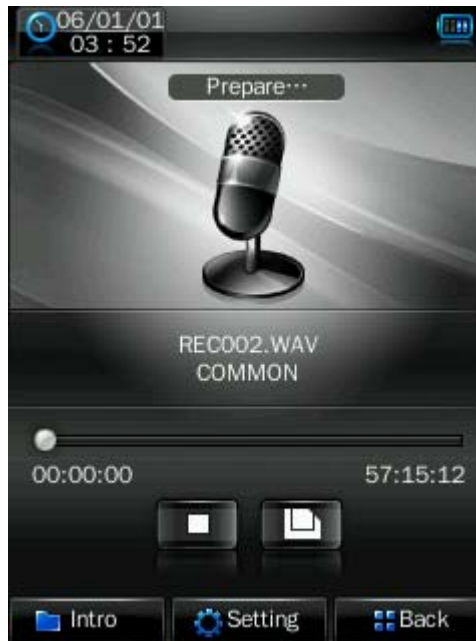 06/01/01
03 : 52
Prepare···
REC002.WAV
COMMON
00:00:00
57:15:12
Intro
Setting
Back